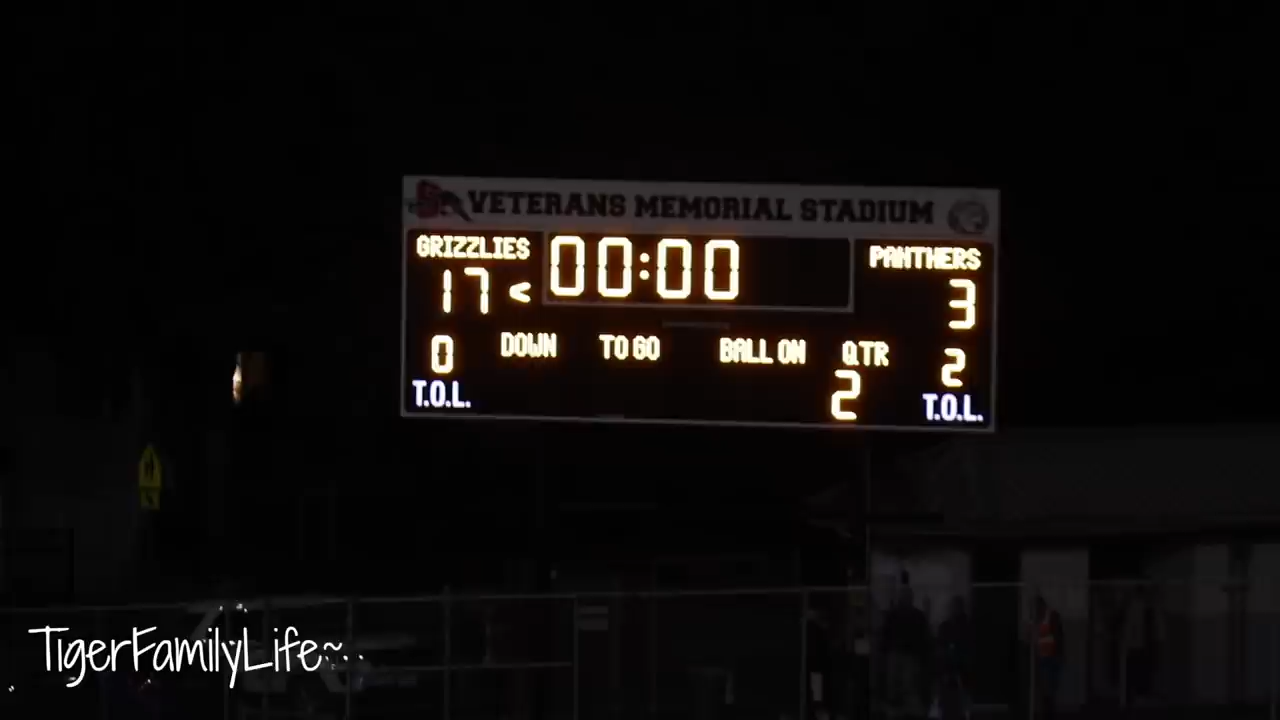 VETERANS MEMORIAL STADIUM
GRIZZLIES 00:00 PANTHERS
17 < 3
0 DOWN TO GO BALL ON QTR 2
T.O.L. 2 T.O.L.
TigerFamilyLife~